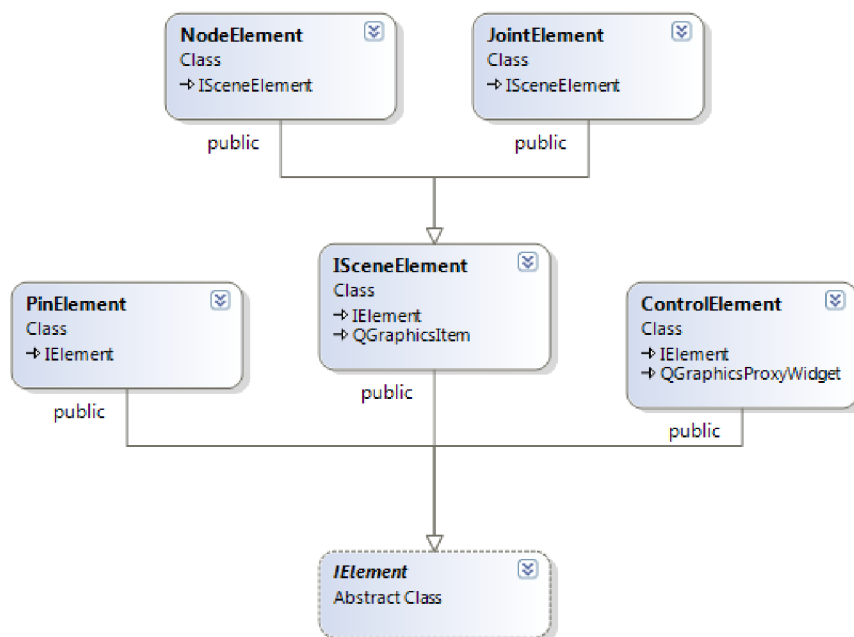 NodeElement
Class
ISceneElement
public
JointElement
Class
ISceneElement
public
ISceneElement
Class
IElement
QGraphicsItem
public
PinElement
Class
IElement
public
ControlElement
Class
IElement
QGraphicsProxyWidget
public
IElement
Abstract Class